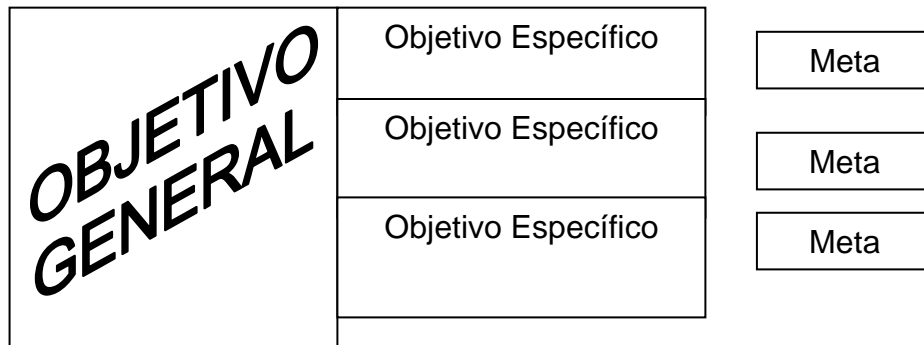 OBJETIVO
GENERAL
Objetivo Específico
Meta
Objetivo Específico
Meta
Objetivo Específico
Meta